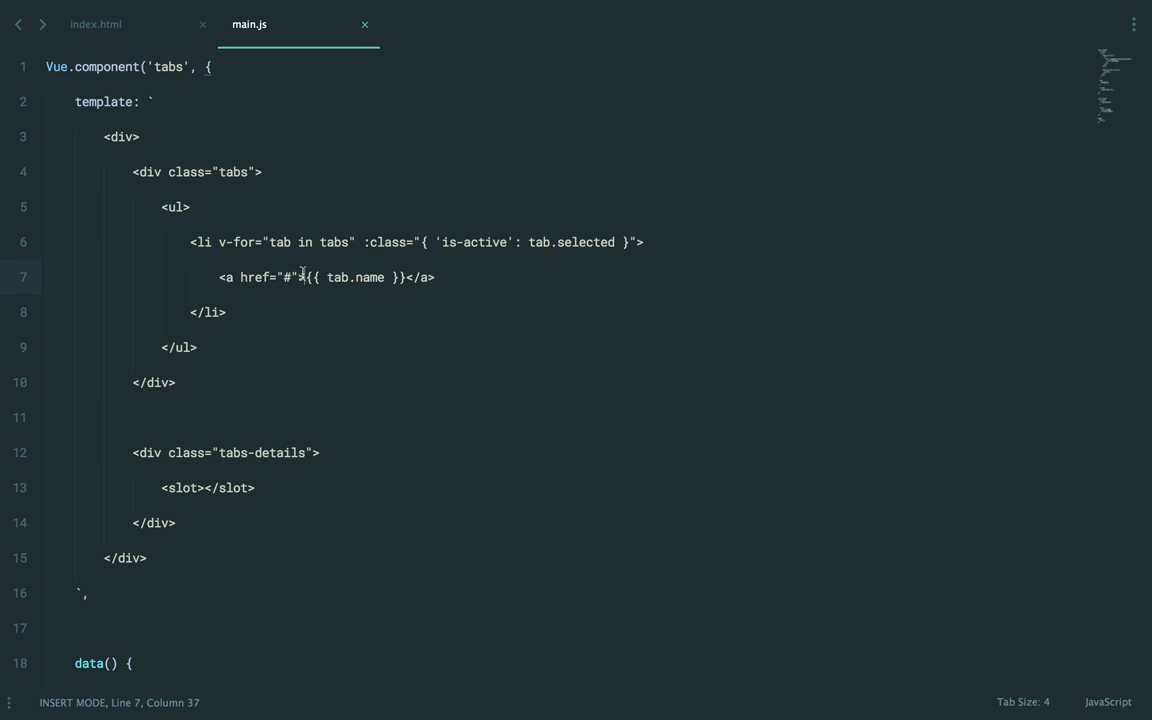 index.html × main.js ×
1 Vue.component('tabs', {
2 template: `
3 <div>
4 <div class="tabs">
5 <ul>
6 <li v-for="tab in tabs" :class="{ 'is-active': tab.selected }">
7 <a href="#">{{ tab.name }}</a>
8 </li>
9 </ul>
10 </div>
11
12 <div class="tabs-details">
13 <slot></slot>
14 </div>
15 </div>
16 `,
17
18 data() {
INSERT MODE, Line 7, Column 37 Tab Size: 4 JavaScript